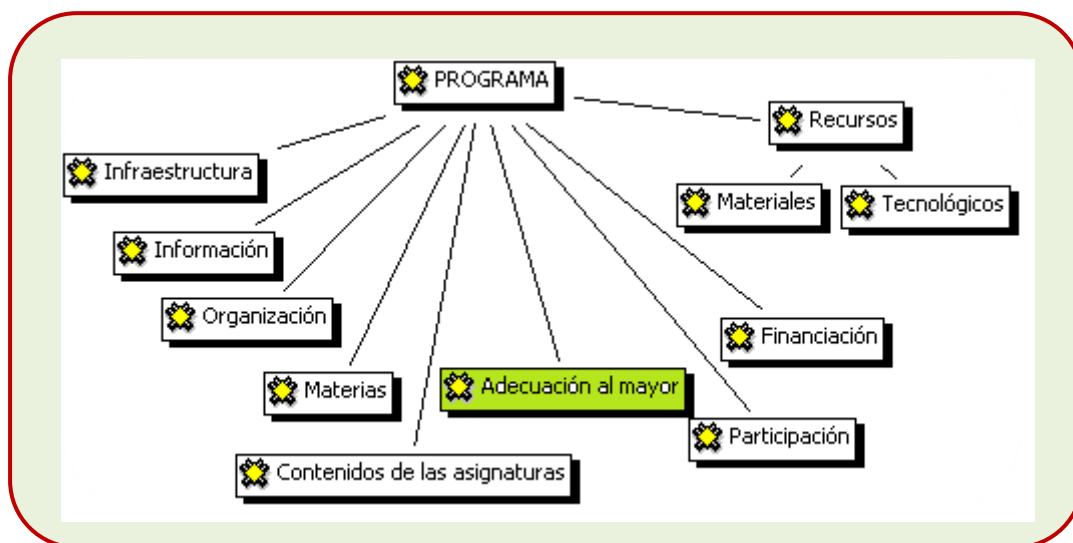 PROGRAMA
Recursos
Infraestructura
Materiales
Tecnológicos
Información
Organización
Financiación
Materias
Adecuación al mayor
Participación
Contenidos de las asignaturas